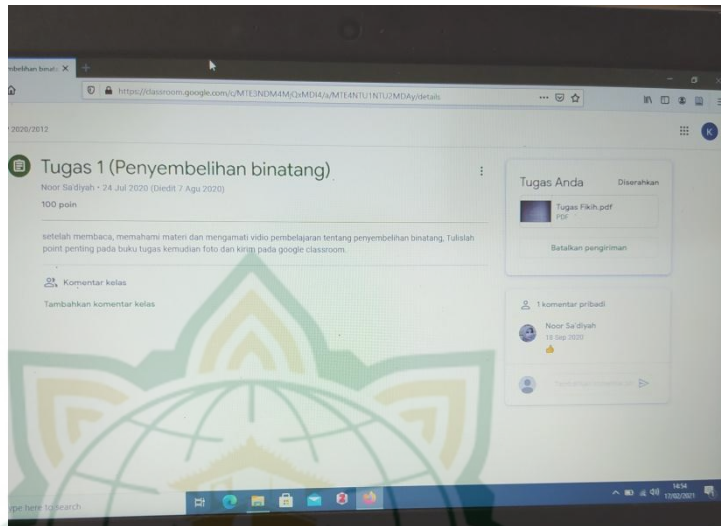 https://classroom.google.com
2020/2012
K
Tugas 1 (Penyembelihan binatang)
Noor Sa'diyah • 24 Jul 2020 (Diedit 7 Agu 2020)
100 poin
setelah membaca, memahami materi dan mengamati vidio pembelajaran tentang penyembelihan binatang, Tulislah
point penting pada buku tugas kemudian foto dan kirim pada google classroom.
Komentar kelas
Tambahkan komentar kelas
Tugas Anda
Diserahkan
Tugas Fikih.pdf
PDF
Batalkan pengiriman
1 komentar pribadi
Noor Sa'diyah
18 Sep 2020
type here to search
14:54
17/02/2021